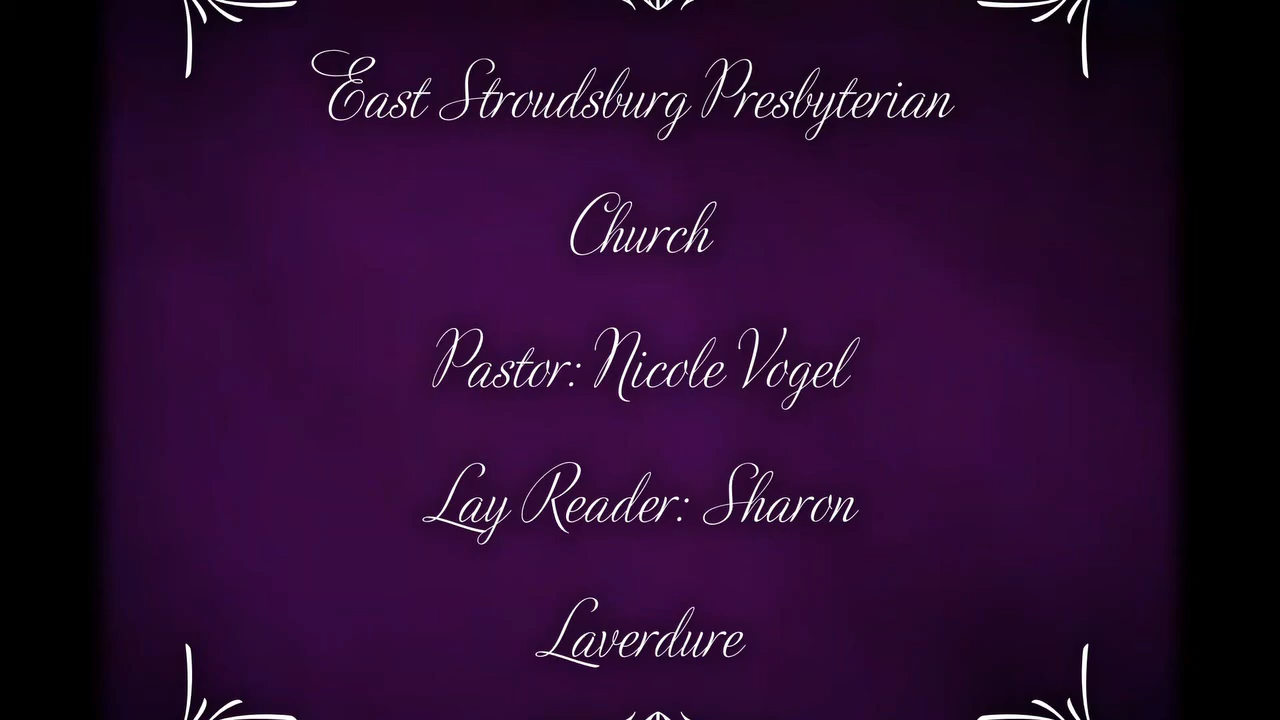 East Stroudsburg Presbyterian
Church
Pastor: Nicole Vogel
Lay Reader: Sharon
Laverdure